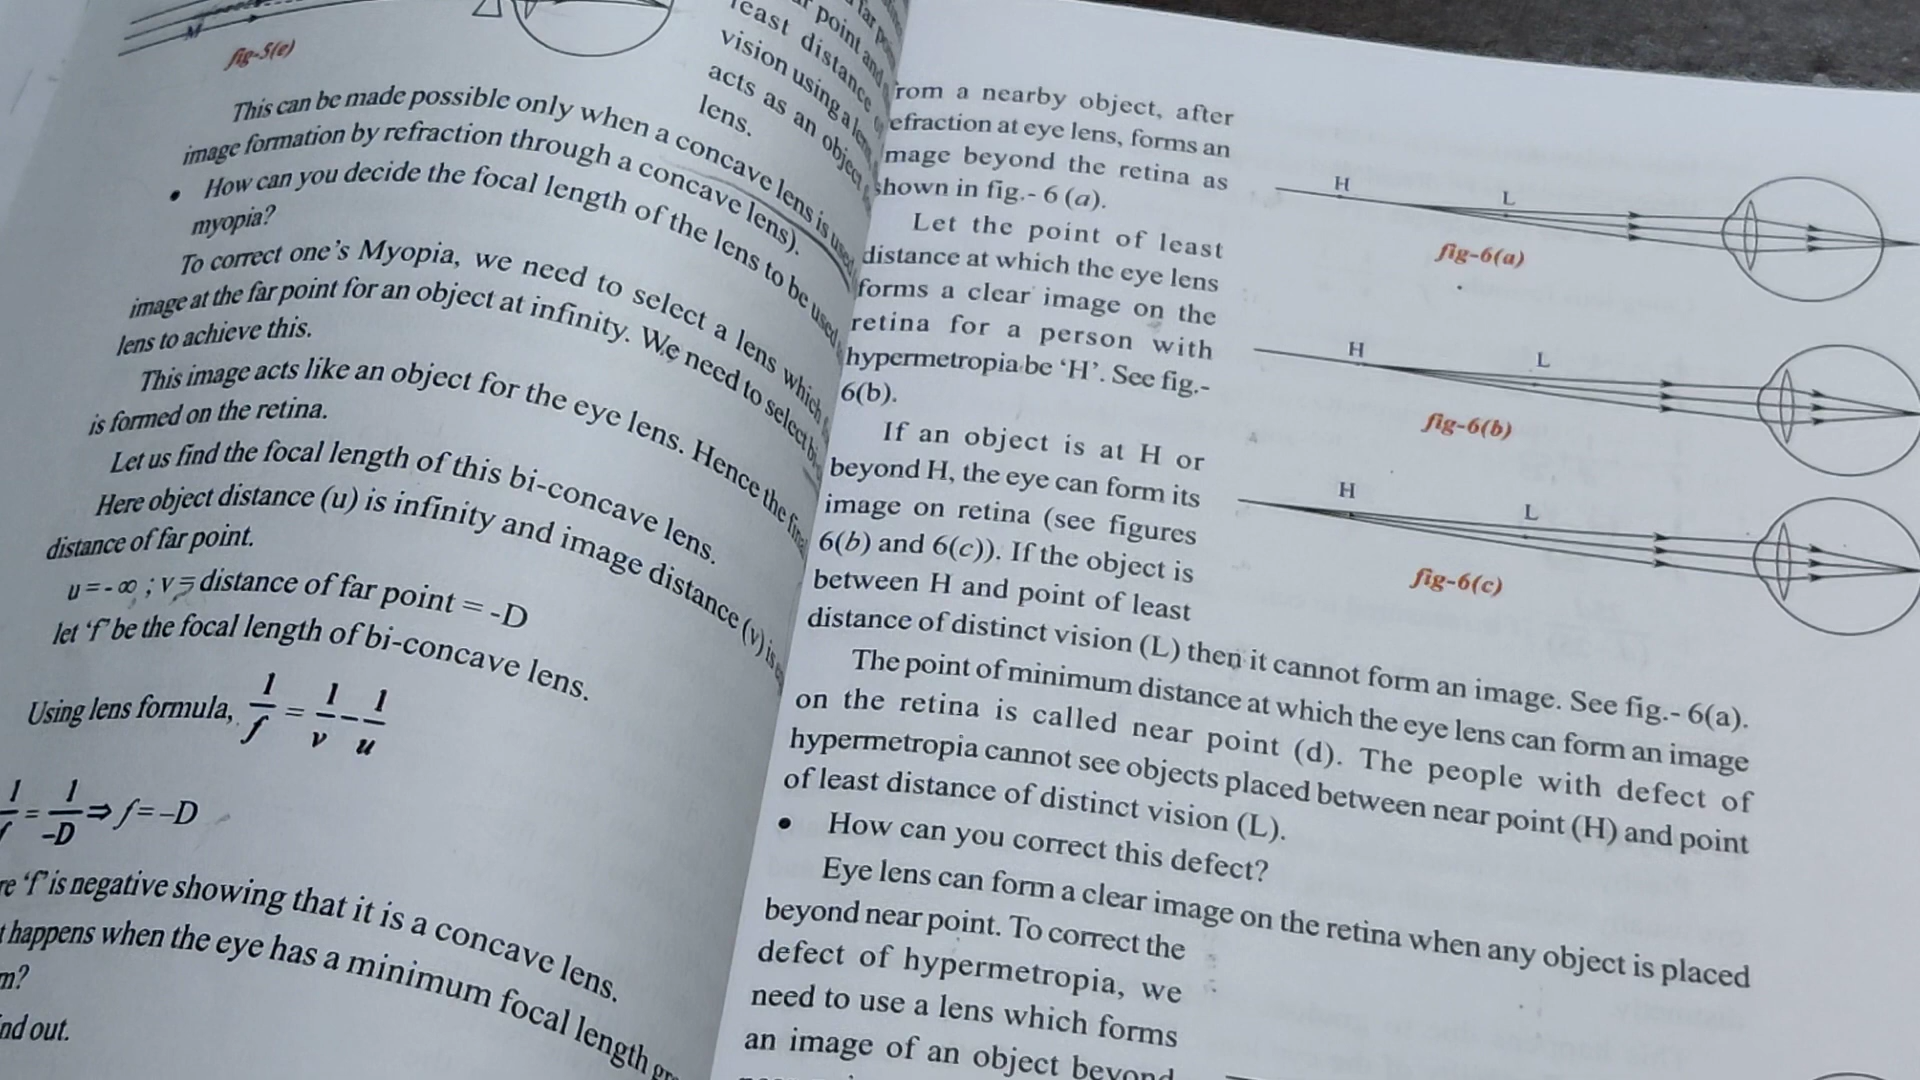 M
fig-5(e)
This can be made possible only when a concave lens is used
image formation by refraction through a concave lens).
• How can you decide the focal length of the lens to be used
myopia?
To correct one's Myopia, we need to select a lens which
image at the far point for an object at infinity. We need to select
lens to achieve this.
This image acts like an object for the eye lens. Hence the final
is formed on the retina.
Let us find the focal length of this bi-concave lens.
Here object distance (u) is infinity and image distance (v) is
distance of far point.
u = - ∞ ; v = distance of far point = -D
let 'f' be the focal length of bi-concave lens.
Using lens formula, 1/f = 1/v - 1/u
1/f = 1/-D ⇒ f = -D
'f' is negative showing that it is a concave lens.
happens when the eye has a minimum focal length
out.
least distance
vision using a lens
acts as an object
lens.
point and
far
a nearby object, after
at eye lens, forms an
beyond the retina as
shown in fig.- 6 (a).
Let the point of least
distance at which the eye lens
forms a clear image on the
retina for a person with
hypermetropia be 'H'. See fig.-
6(b).
If an object is at H or
beyond H, the eye can form its
image on retina (see figures
6(b) and 6(c)). If the object is
between H and point of least
distance of distinct vision (L) then it cannot form an image. See fig.- 6(a).
The point of minimum distance at which the eye lens can form an image
on the retina is called near point (d). The people with defect of
hypermetropia cannot see objects placed between near point (H) and point
of least distance of distinct vision (L).
• How can you correct this defect?
Eye lens can form a clear image on the retina when any object is placed
beyond near point. To correct the
defect of hypermetropia, we
need to use a lens which forms
an image of an object beyond
H L
fig-6(a)
H L
fig-6(b)
H L
fig-6(c)